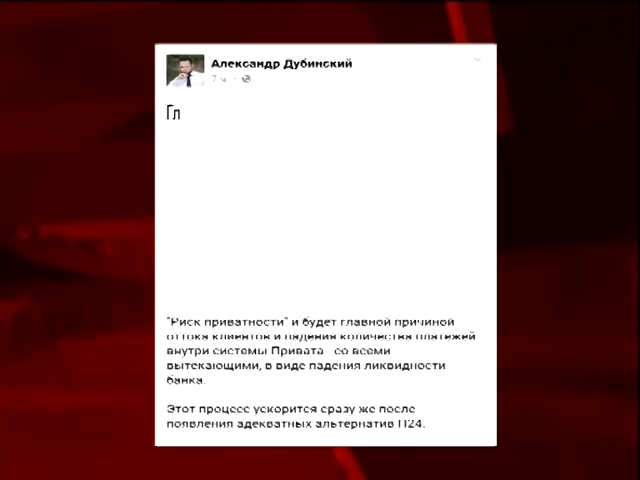 Александр Дубинский
7 ч. ·
Гл
"Риск приватности" и будет главной причиной
оттока клиентов и падения количества платежей
внутри системы Привата со всеми
вытекающими, в виде падения ликвидности
банка.
Этот процесс ускорится сразу же после
появления адекватных альтернатив П24.